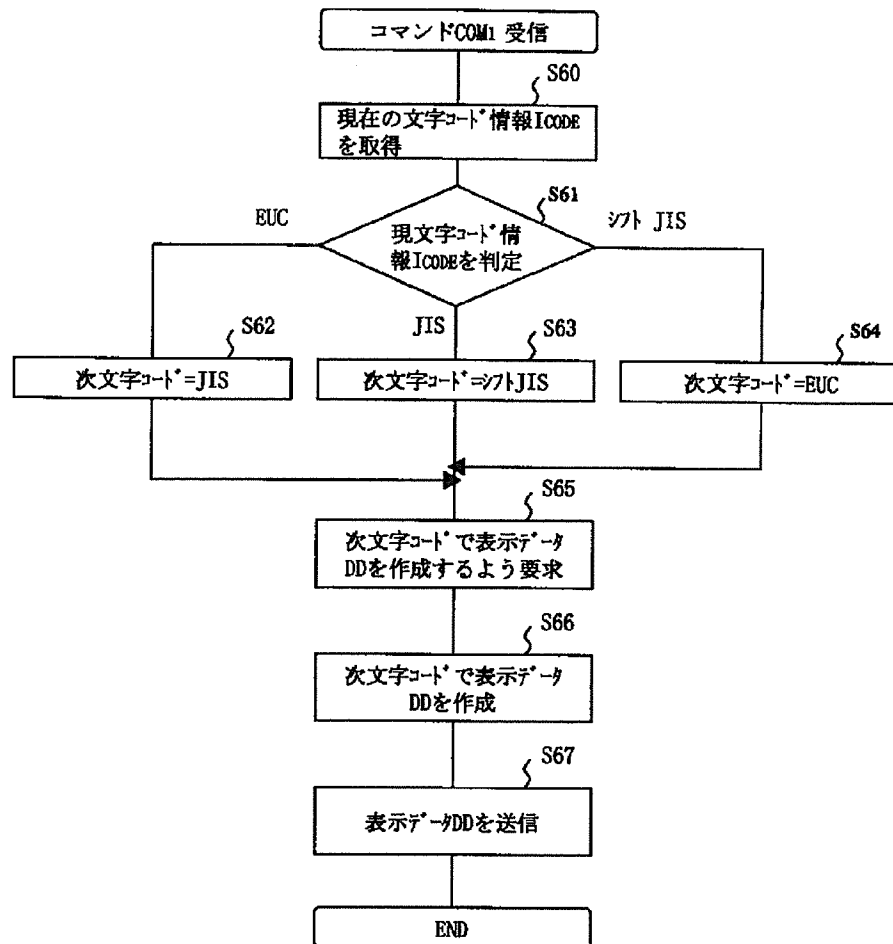 コマンドCOM1 受信
S60
現在の文字コード情報ICODE
を取得
S61
EUC
シフト JIS
現文字コード情
報ICODEを判定
JIS
S62
S63
S64
次文字コード=JIS
次文字コード=シフトJIS
次文字コード=EUC
S65
次文字コードで表示データ
DDを作成するよう要求
S66
次文字コードで表示データ
DDを作成
S67
表示データDDを送信
END